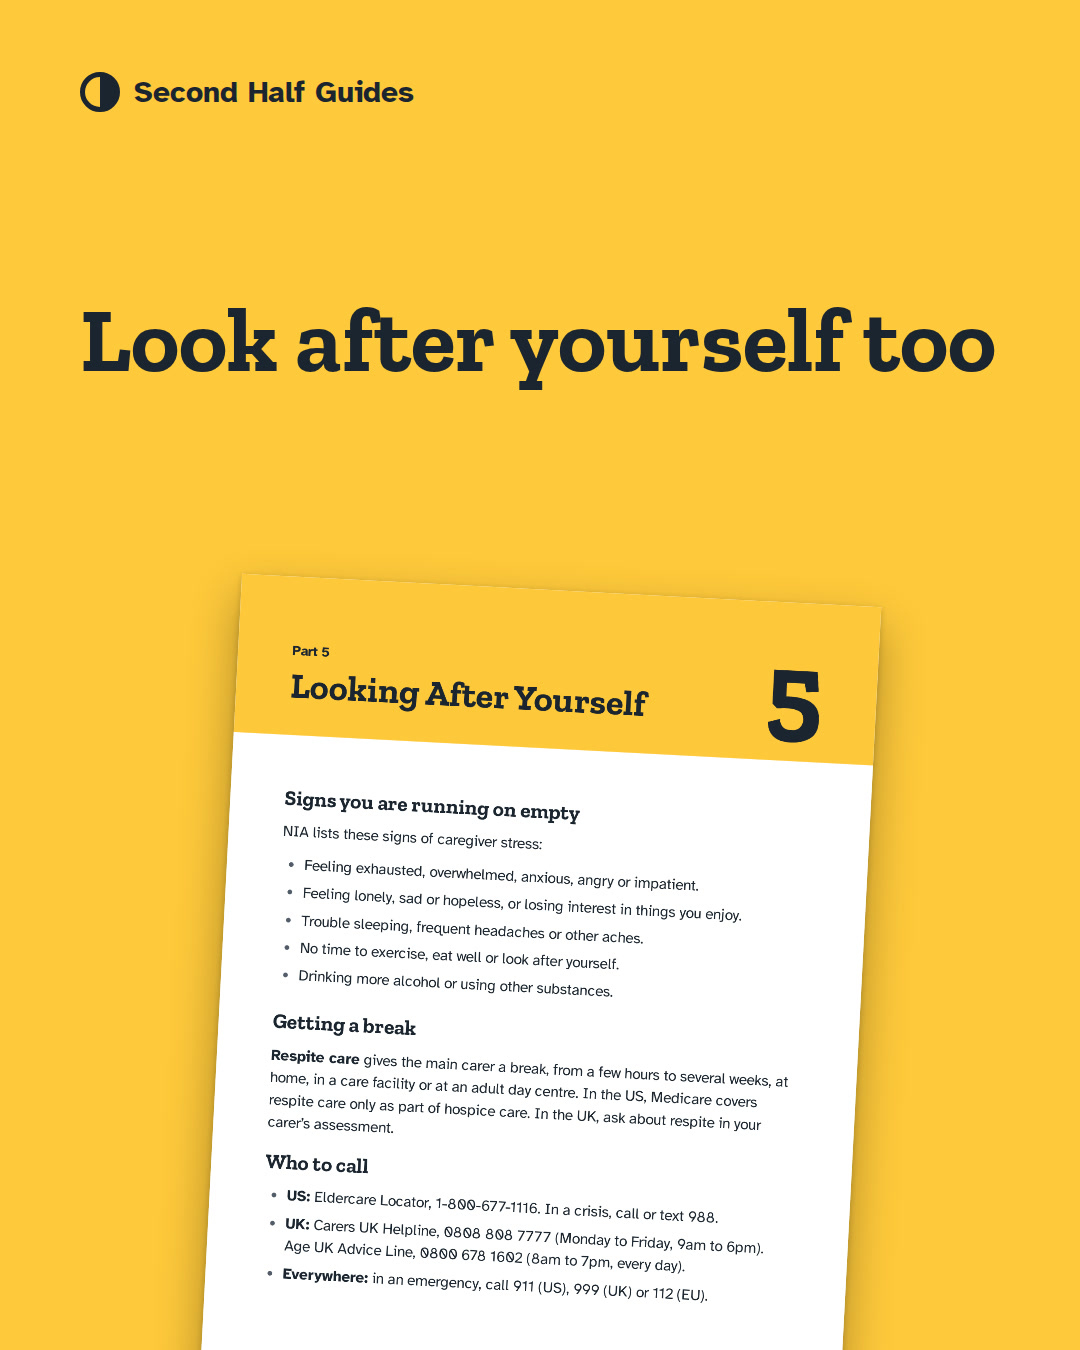 Second Half Guides
Look after yourself too
Part 5
Looking After Yourself
5
Signs you are running on empty
NIA lists these signs of caregiver stress:
• Feeling exhausted, overwhelmed, anxious, angry or impatient.
• Feeling lonely, sad or hopeless, or losing interest in things you enjoy.
• Trouble sleeping, frequent headaches or other aches.
• No time to exercise, eat well or look after yourself.
• Drinking more alcohol or using other substances.
Getting a break
Respite care gives the main carer a break, from a few hours to several weeks, at
home, in a care facility or at an adult day centre. In the US, Medicare covers
respite care only as part of hospice care. In the UK, ask about respite in your
carer's assessment.
Who to call
• US: Eldercare Locator, 1-800-677-1116. In a crisis, call or text 988.
• UK: Carers UK Helpline, 0808 808 7777 (Monday to Friday, 9am to 6pm).
Age UK Advice Line, 0800 678 1602 (8am to 7pm, every day).
• Everywhere: in an emergency, call 911 (US), 999 (UK) or 112 (EU).